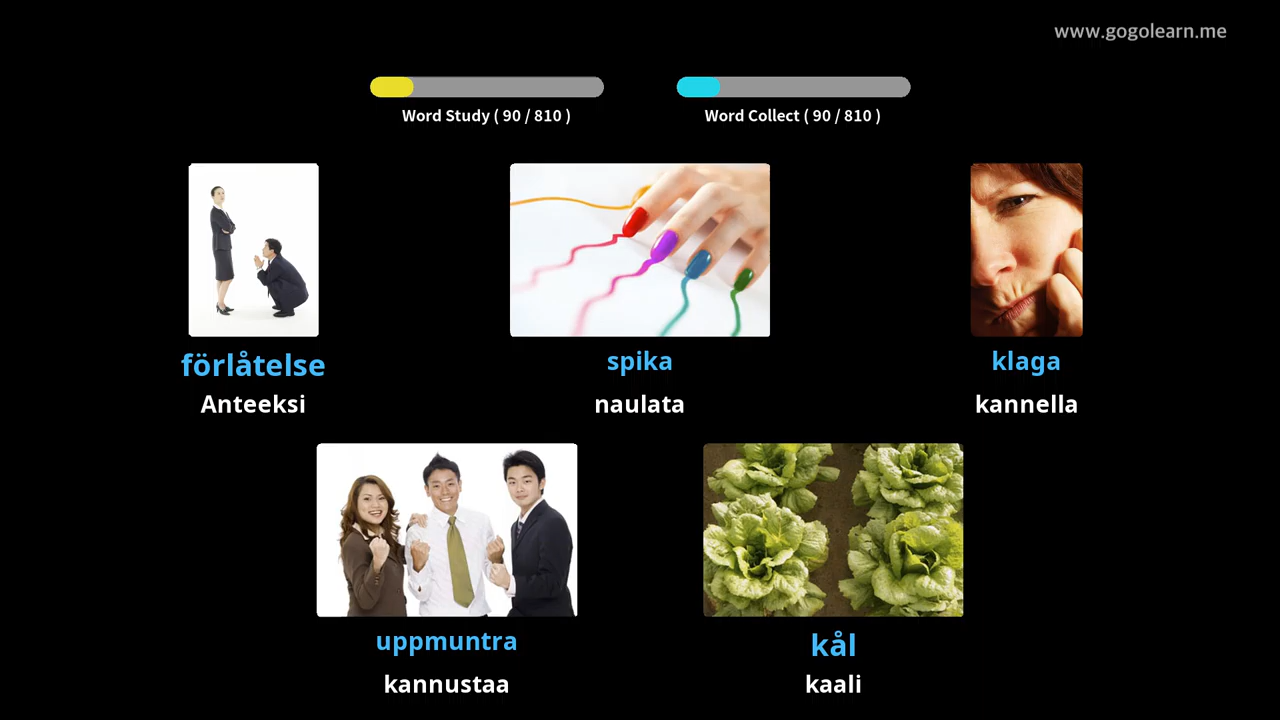 www.gogolearn.me
Word Study ( 90 / 810 )
Word Collect ( 90 / 810 )
förlåtelse
Anteeksi
spika
naulata
klaga
kannella
uppmuntra
kannustaa
kål
kaali